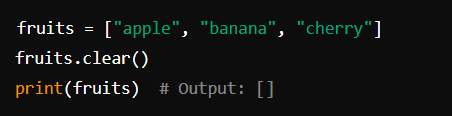 fruits = ["apple", "banana", "cherry"]
fruits.clear()
print(fruits)  # Output: []